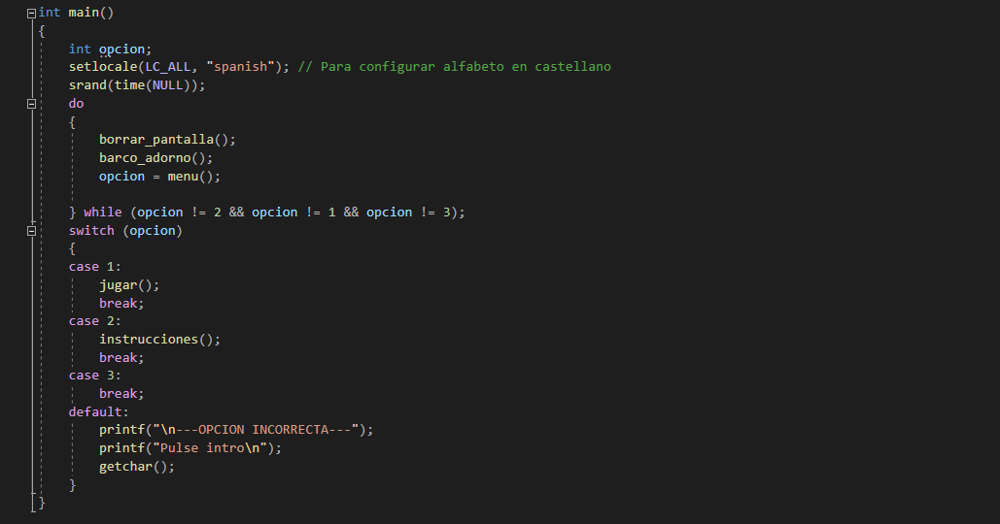 int main()
{
int opcion;
setlocale(LC_ALL, "spanish"); // Para configurar alfabeto en castellano
srand(time(NULL));
do
{
borrar_pantalla();
barco_adorno();
opcion = menu();
} while (opcion != 2 && opcion != 1 && opcion != 3);
switch (opcion)
{
case 1:
jugar();
break;
case 2:
instrucciones();
break;
case 3:
break;
default:
printf("\n---OPCION INCORRECTA---");
printf("Pulse intro\n");
getchar();
}
}